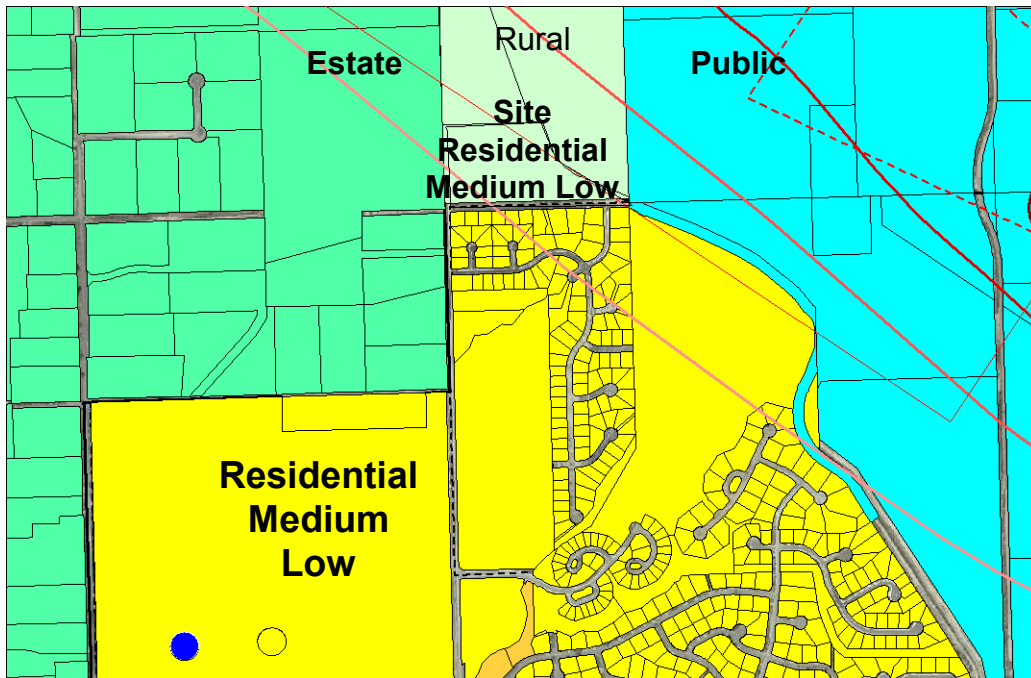 Rural
Estate
Public
Site
Residential
Medium Low
Residential
Medium
Low